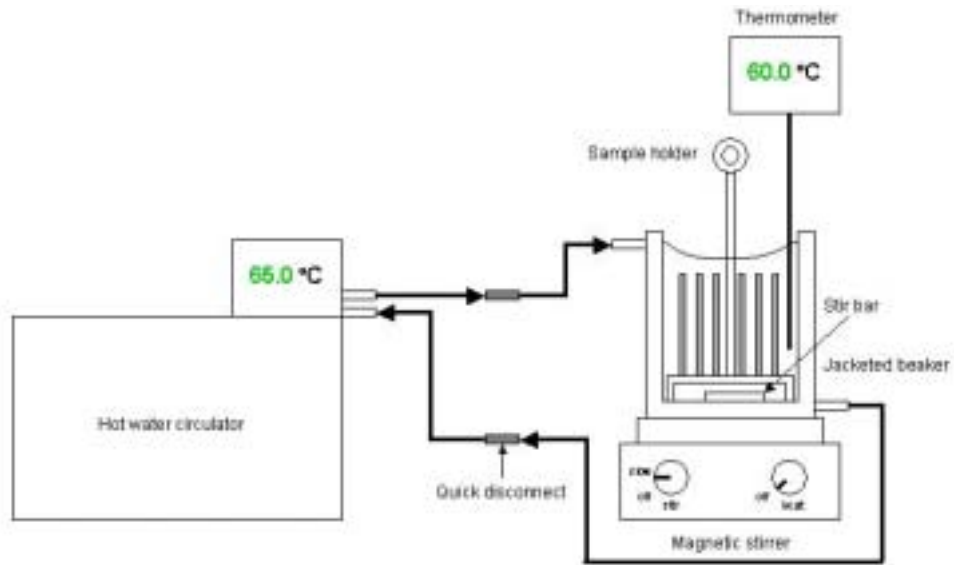 Thermometer
60.0 °C
Sample holder
65.0 °C
Stir bar
Jacketed beaker
Hot water circulator
Quick disconnect
off
stir
off
Magnetic stirrer